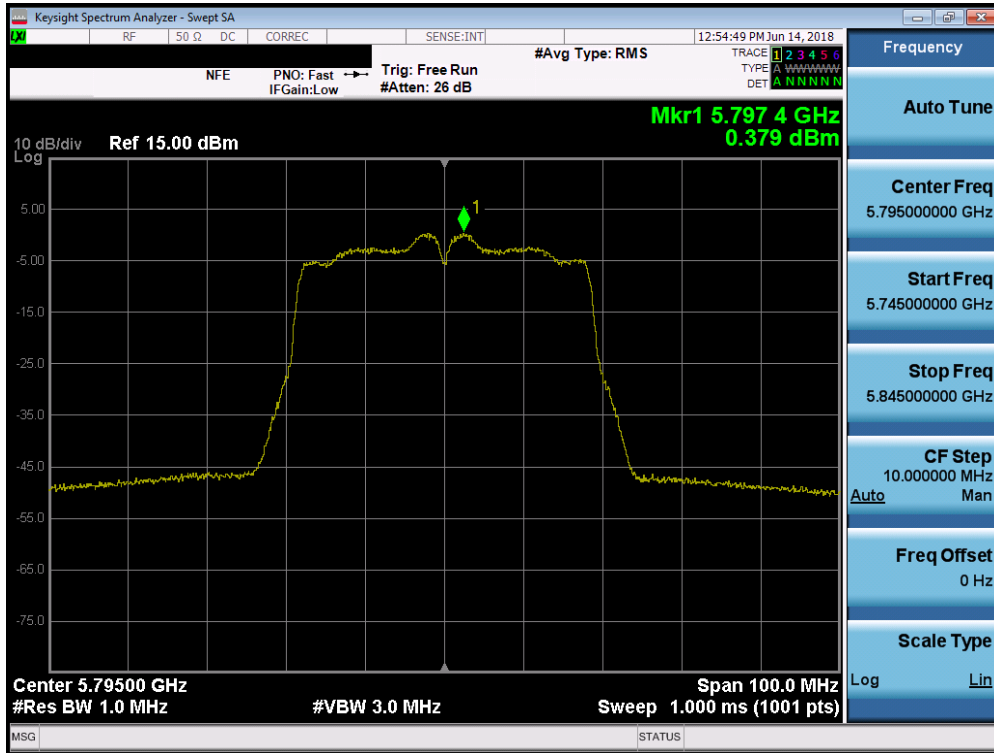 Keysight Spectrum Analyzer - Swept SA
LXI RF 50 Ω DC CORREC SENSE:INT 12:54:49 PM Jun 14, 2018
#Avg Type: RMS TRACE 1 2 3 4 5 6
NFE PNO: Fast Trig: Free Run TYPE A WWWWW
IFGain:Low #Atten: 26 dB DET A N N N N N
Mkr1 5.797 4 GHz
0.379 dBm
10 dB/div Ref 15.00 dBm
Log
1
5.00
-5.00
-15.0
-25.0
-35.0
-45.0
-55.0
-65.0
-75.0
Center 5.79500 GHz Span 100.0 MHz
#Res BW 1.0 MHz #VBW 3.0 MHz Sweep 1.000 ms (1001 pts)
MSG STATUS
Frequency
Auto Tune
Center Freq
5.795000000 GHz
Start Freq
5.745000000 GHz
Stop Freq
5.845000000 GHz
CF Step
10.000000 MHz
Auto Man
Freq Offset
0 Hz
Scale Type
Log Lin